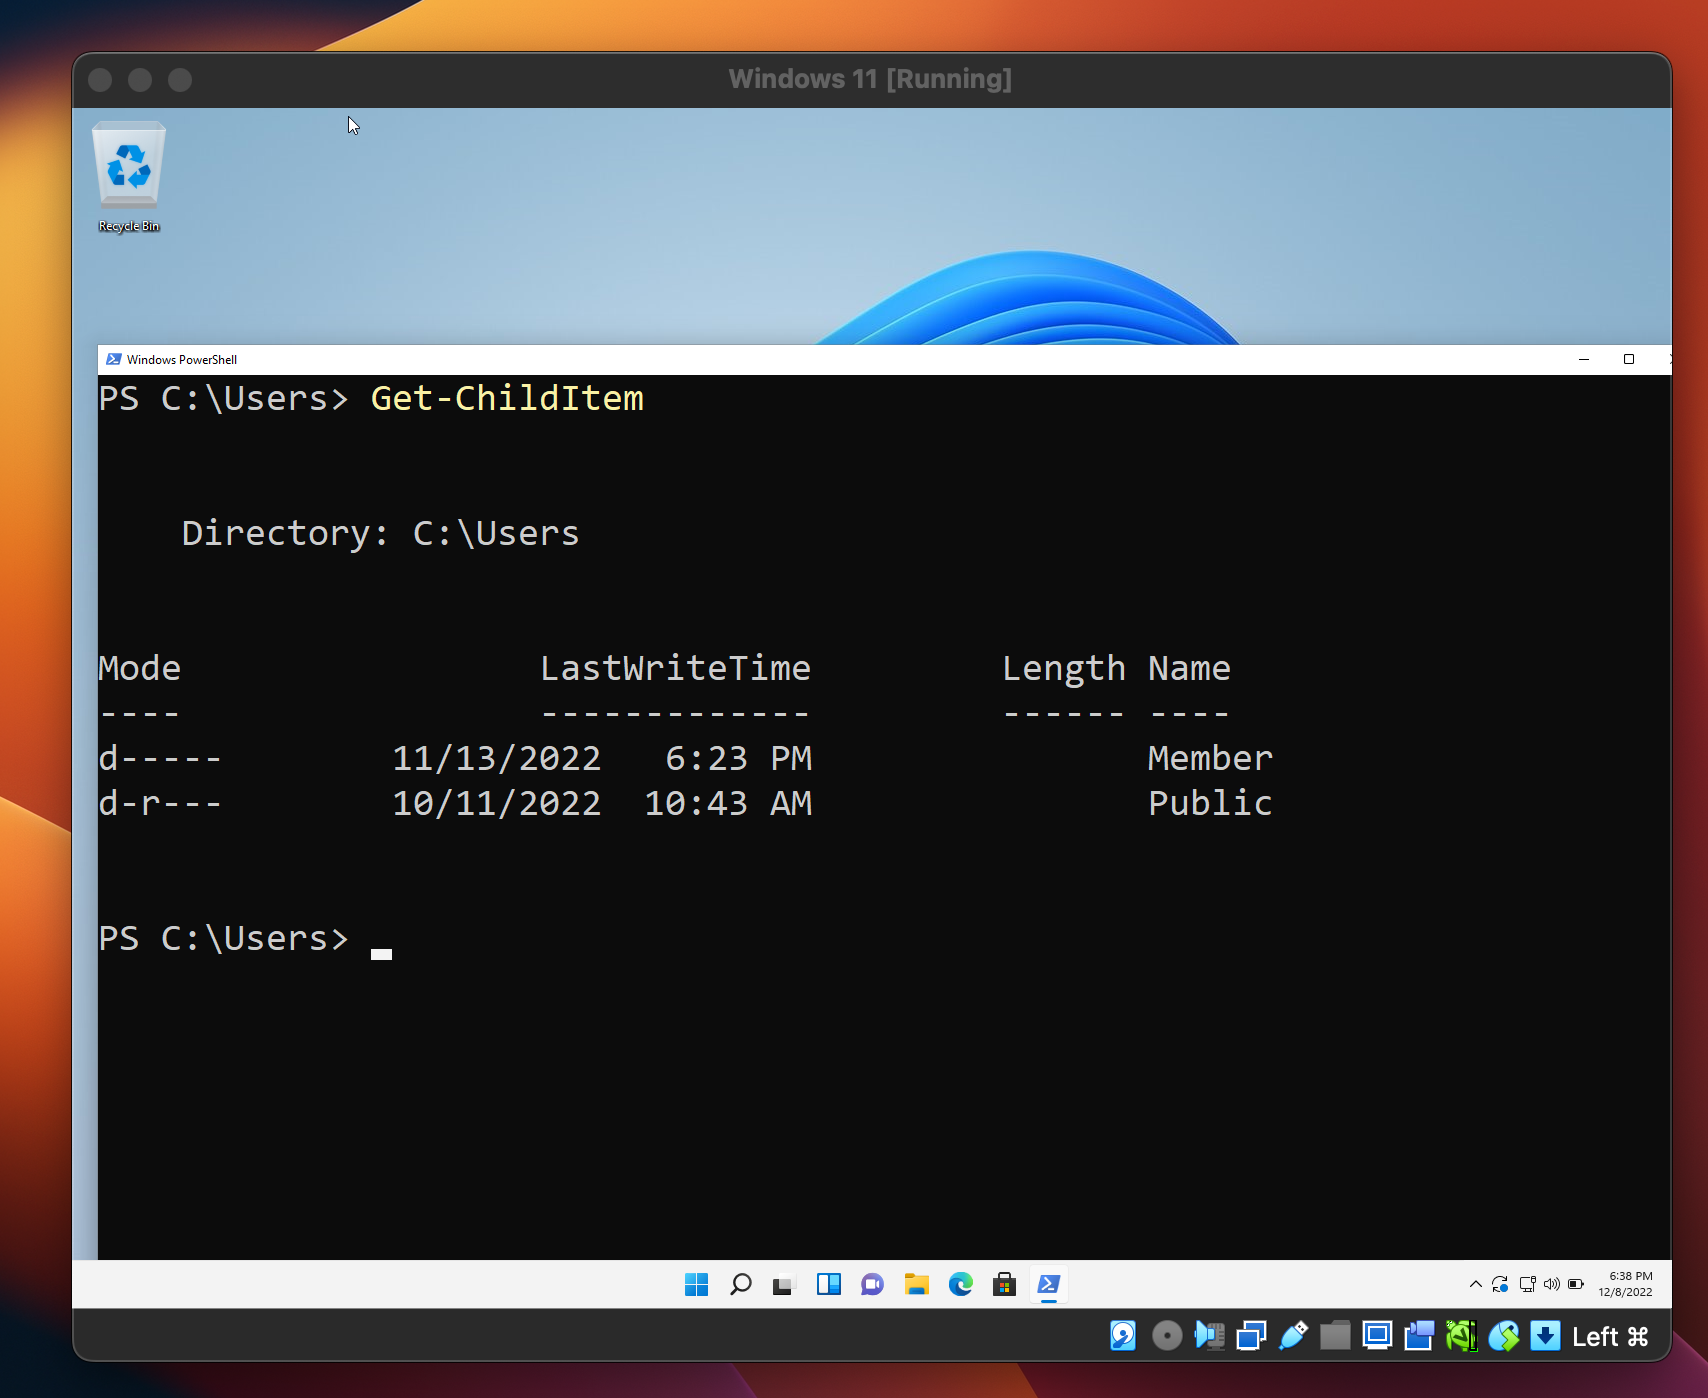 Windows 11 [Running]
Recycle Bin
Windows PowerShell
PS C:\Users> Get-ChildItem
Directory: C:\Users
Mode LastWriteTime Length Name
---- ------------- ------ ----
d----- 11/13/2022 6:23 PM Member
d-r--- 10/11/2022 10:43 AM Public
PS C:\Users>
6:38 PM
12/8/2022
Left ⌘